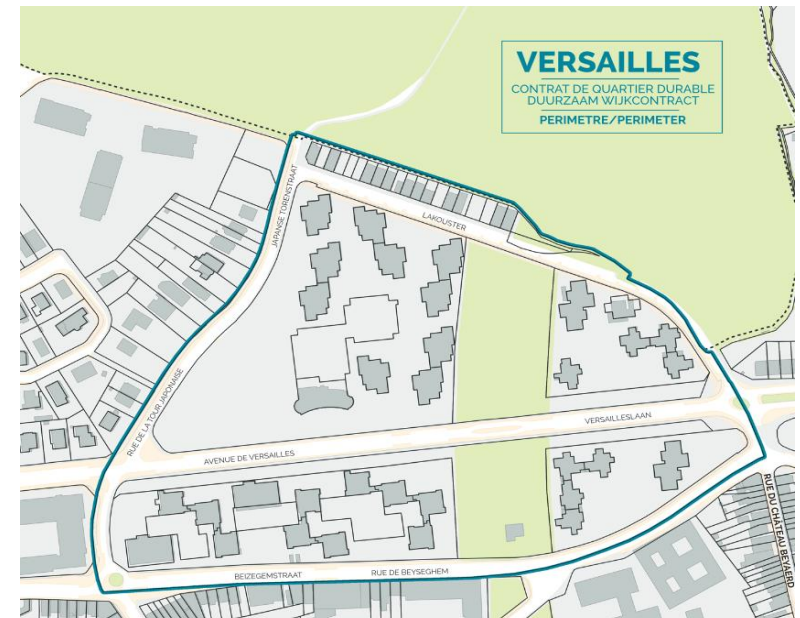 VERSAILLES
CONTRAT DE QUARTIER DURABLE
DUURZAAM WIJKCONTRACT
PERIMETRE/PERIMETER
JAPANSE TORENSTRAAT
LAKOUSTER
RUE DE LA TOUR JAPONAISE
VERSAILLESLAAN
AVENUE DE VERSAILLES
RUE DU CHÂTEAU BEYAERD
BEIZEGEMSTRAAT
RUE DE BEYSEGHEM